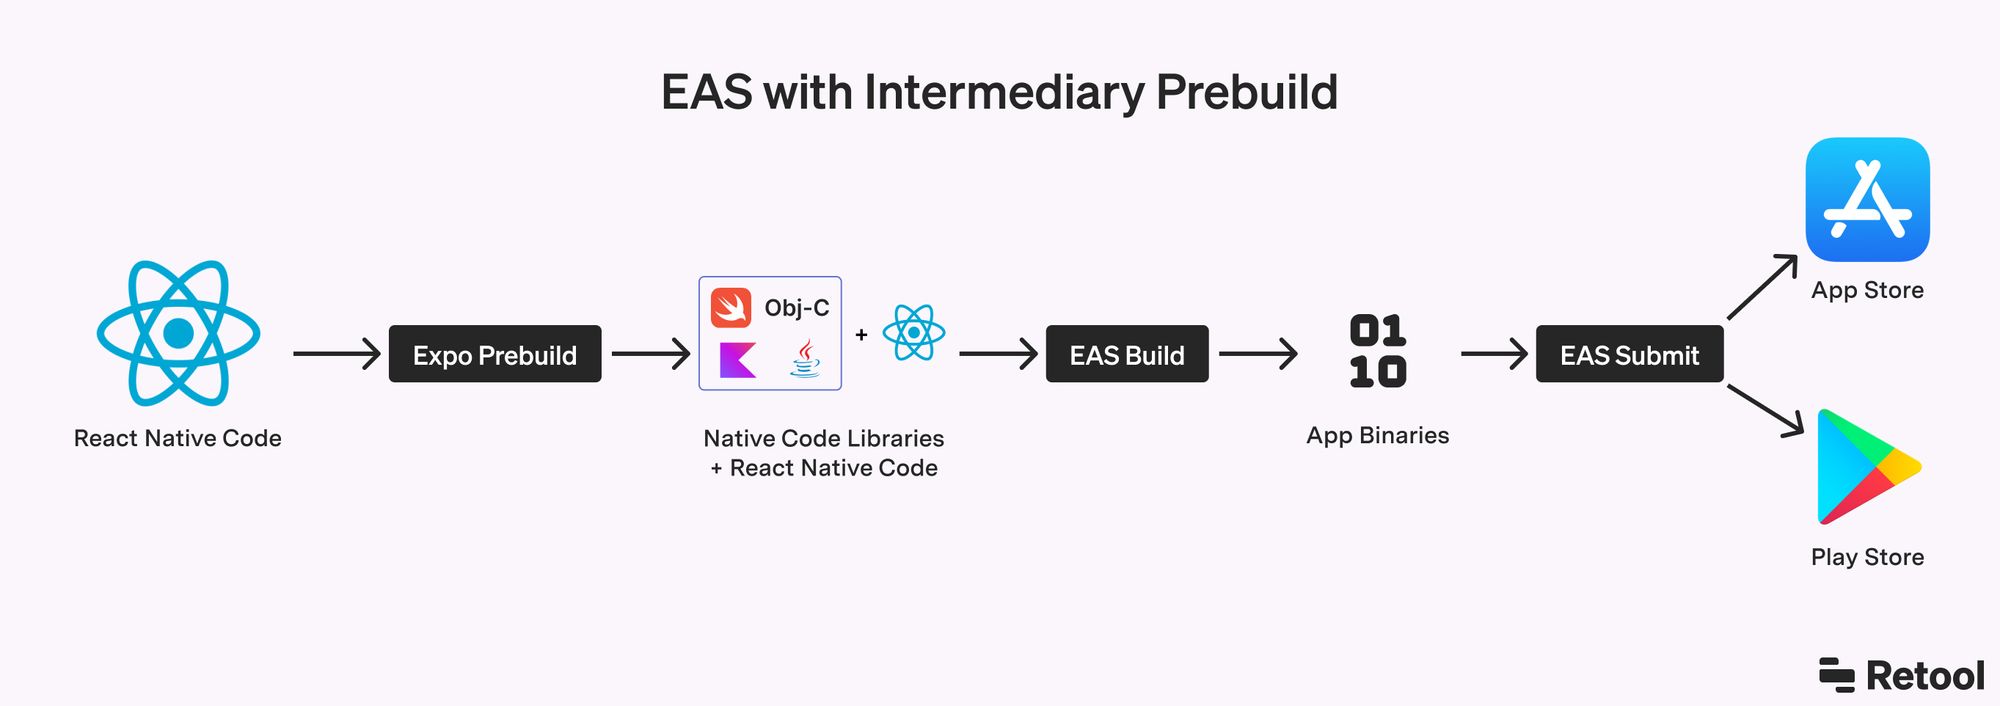 EAS with Intermediary Prebuild
React Native Code
Expo Prebuild
Obj-C
+
Native Code Libraries
+ React Native Code
EAS Build
01
10
App Binaries
EAS Submit
App Store
Play Store
Retool